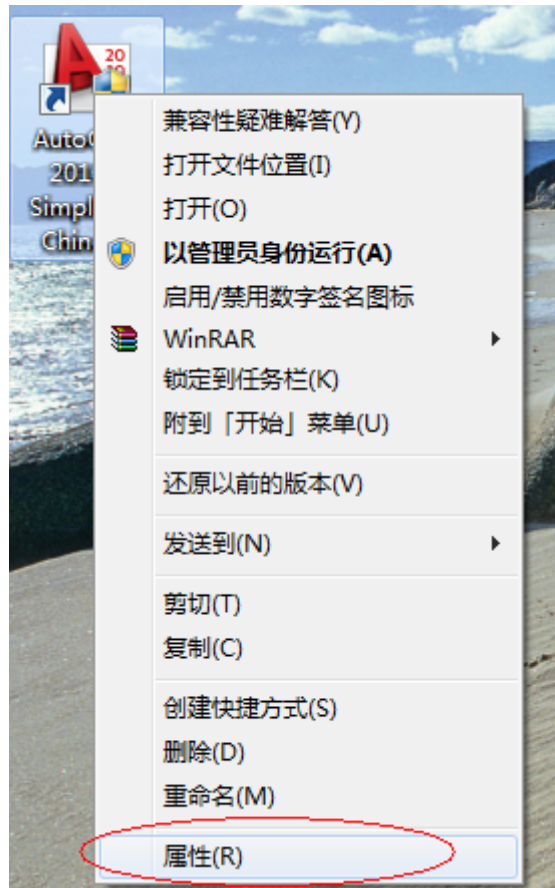 20
AutoC
201
Simpl
Chin
兼容性疑难解答(Y)
打开文件位置(I)
打开(O)
以管理员身份运行(A)
启用/禁用数字签名图标
WinRAR
锁定到任务栏(K)
附到「开始」菜单(U)
还原以前的版本(V)
发送到(N)
剪切(T)
复制(C)
创建快捷方式(S)
删除(D)
重命名(M)
属性(R)